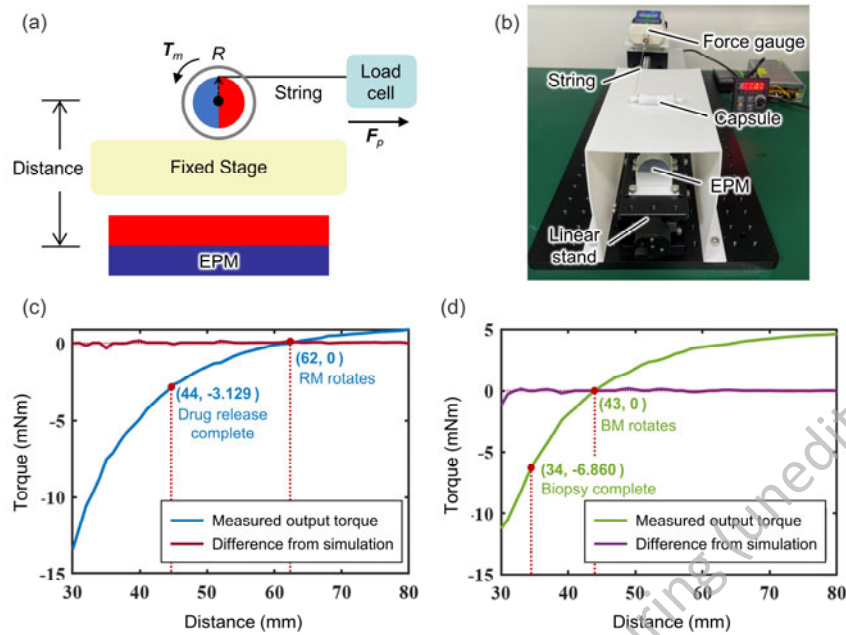 (a)
T_m
R
String
Load
cell
F_p
Distance
Fixed Stage
EPM
(b)
Force gauge
String
Capsule
EPM
Linear
stand
(c)
Torque (mNm)
0
-5
-10
-15
(62, 0 )
RM rotates
(44, -3.129)
Drug release
complete
Measured output torque
Difference from simulation
30 40 50 60 70 80
Distance (mm)
(d)
Torque (mNm)
5
0
-5
-10
-15
(43, 0 )
BM rotates
(34, -6.860 )
Biopsy complete
Measured output torque
Difference from simulation
30 40 50 60 70 80
Distance (mm)
ring (unedit